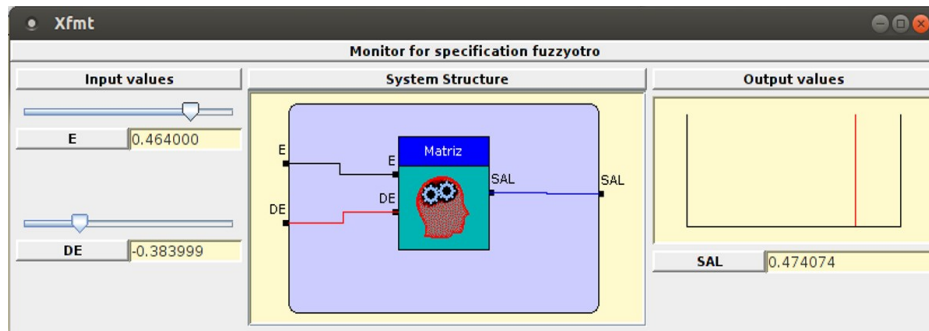 Xfmt
Monitor for specification fuzzyotro
Input values
E 0.464000
DE -0.383999
System Structure
E
DE
Matriz
E
DE
SAL
SAL
Output values
SAL 0.474074